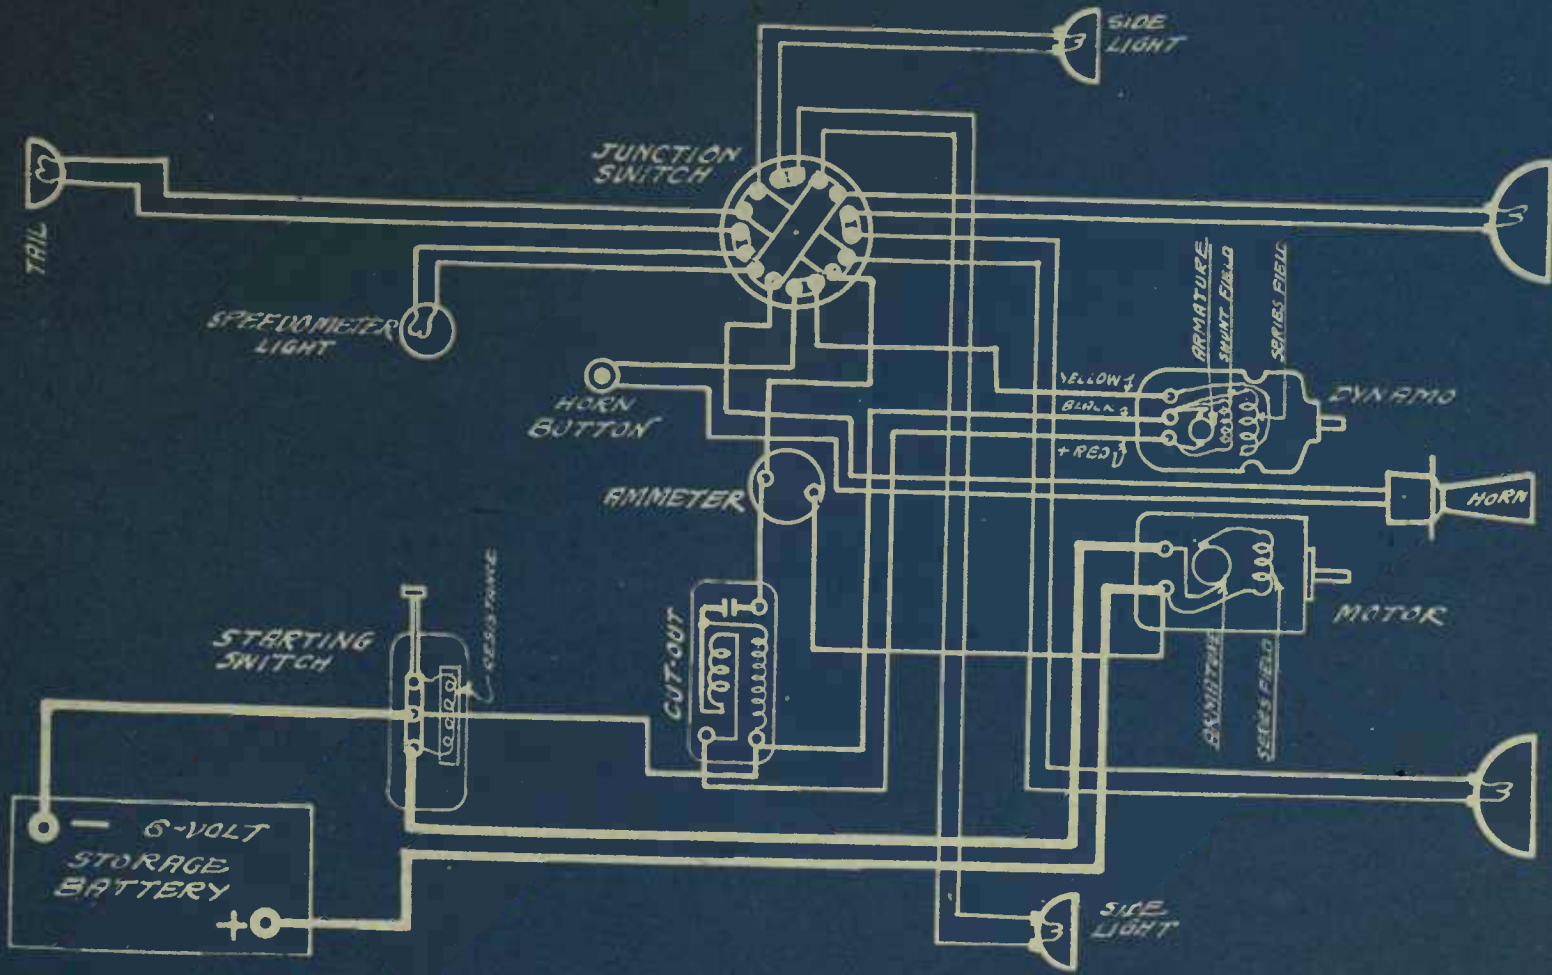 SIDE
LIGHT
JUNCTION
SWITCH
TAIL
SPEEDOMETER
LIGHT
HORN
BUTTON
ARMATURE
SHUNT FIELD
SERIES FIELD
YELLOW
BLACK
+ RED
DYNAMO
AMMETER
HORN
STARTING
SWITCH
RESISTANCE
CUT-OUT
MOTOR
ARMATURE
SERIES FIELD
— 6-VOLT
STORAGE
BATTERY
+
SIDE
LIGHT